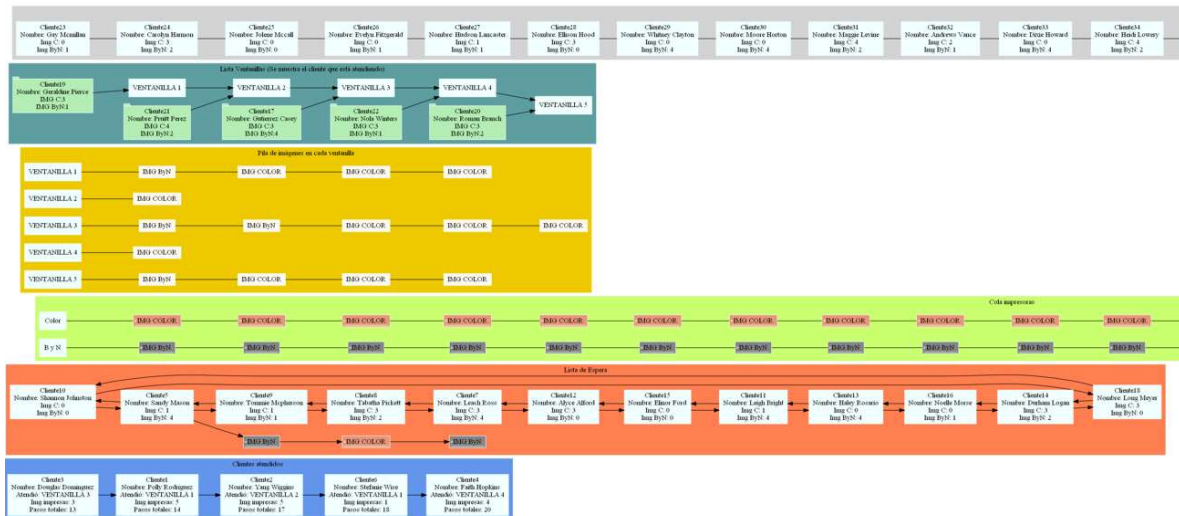 Cliente23
Nombre: Guy Mcmillan
Img C: 0
Img ByN: 1
Cliente24
Nombre: Carolyn Harmon
Img C: 3
Img ByN: 2
Cliente25
Nombre: Jolene Mccall
Img C: 0
Img ByN: 0
Cliente26
Nombre: Evelyn Fitzgerald
Img C: 0
Img ByN: 1
Cliente27
Nombre: Hudson Lancaster
Img C: 1
Img ByN: 1
Cliente28
Nombre: Ellison Hood
Img C: 3
Img ByN: 0
Cliente29
Nombre: Whitney Clayton
Img C: 0
Img ByN: 4
Cliente30
Nombre: Moore Horton
Img C: 0
Img ByN: 4
Cliente31
Nombre: Maggie Levine
Img C: 4
Img ByN: 2
Cliente32
Nombre: Andrews Vance
Img C: 2
Img ByN: 1
Cliente33
Nombre: Dixie Howard
Img C: 0
Img ByN: 4
Cliente34
Nombre: Heidi Lowery
Img C: 4
Img ByN: 2
Lista Ventanillas (Se muestra el cliente que está atendiendo)
Cliente19
Nombre: Geraldine Pierce
IMG C:3
IMG ByN:1
VENTANILLA 1
VENTANILLA 2
VENTANILLA 3
VENTANILLA 4
VENTANILLA 5
Cliente21
Nombre: Pruitt Perez
IMG C:4
IMG ByN:2
Cliente17
Nombre: Gutierrez Casey
IMG C:3
IMG ByN:4
Cliente22
Nombre: Nola Winters
IMG C:3
IMG ByN:1
Cliente20
Nombre: Roman Branch
IMG C:3
IMG ByN:2
Pila de imágenes en cada ventanilla
VENTANILLA 1 IMG ByN IMG COLOR IMG COLOR IMG COLOR
VENTANILLA 2 IMG COLOR
VENTANILLA 3 IMG ByN IMG ByN IMG COLOR IMG COLOR IMG COLOR
VENTANILLA 4 IMG COLOR
VENTANILLA 5 IMG ByN IMG COLOR IMG COLOR IMG COLOR
Cola impresoras
Color IMG COLOR IMG COLOR IMG COLOR IMG COLOR IMG COLOR IMG COLOR IMG COLOR IMG COLOR IMG COLOR IMG COLOR
B y N IMG ByN IMG ByN IMG ByN IMG ByN IMG ByN IMG ByN IMG ByN IMG ByN IMG ByN IMG ByN
Lista de Espera
Cliente10
Nombre: Shannon Johnston
Img C: 0
Img ByN: 0
Cliente5
Nombre: Sandy Mason
Img C: 1
Img ByN: 4
Cliente9
Nombre: Tommie Mcpherson
Img C: 1
Img ByN: 1
Cliente8
Nombre: Tabatha Pickett
Img C: 3
Img ByN: 2
Cliente7
Nombre: Leach Rose
Img C: 3
Img ByN: 4
Cliente12
Nombre: Alyce Alford
Img C: 3
Img ByN: 0
Cliente15
Nombre: Elinor Ford
Img C: 0
Img ByN: 0
Cliente11
Nombre: Leigh Bright
Img C: 1
Img ByN: 4
Cliente13
Nombre: Haley Rosario
Img C: 0
Img ByN: 4
Cliente16
Nombre: Noelle Morse
Img C: 0
Img ByN: 1
Cliente14
Nombre: Durham Logan
Img C: 3
Img ByN: 2
Cliente18
Nombre: Long Meyer
Img C: 3
Img ByN: 0
IMG ByN IMG COLOR IMG ByN
Clientes atendidos
Cliente3
Nombre: Douglas Dominguez
Atendió: VENTANILLA 3
Img impresas: 3
Pasos totales: 13
Cliente1
Nombre: Polly Rodriguez
Atendió: VENTANILLA 1
Img impresas: 5
Pasos totales: 14
Cliente2
Nombre: Yang Wiggins
Atendió: VENTANILLA 2
Img impresas: 5
Pasos totales: 17
Cliente6
Nombre: Stefanie Wise
Atendió: VENTANILLA 1
Img impresas: 1
Pasos totales: 18
Cliente4
Nombre: Faith Hopkins
Atendió: VENTANILLA 4
Img impresas: 4
Pasos totales: 20